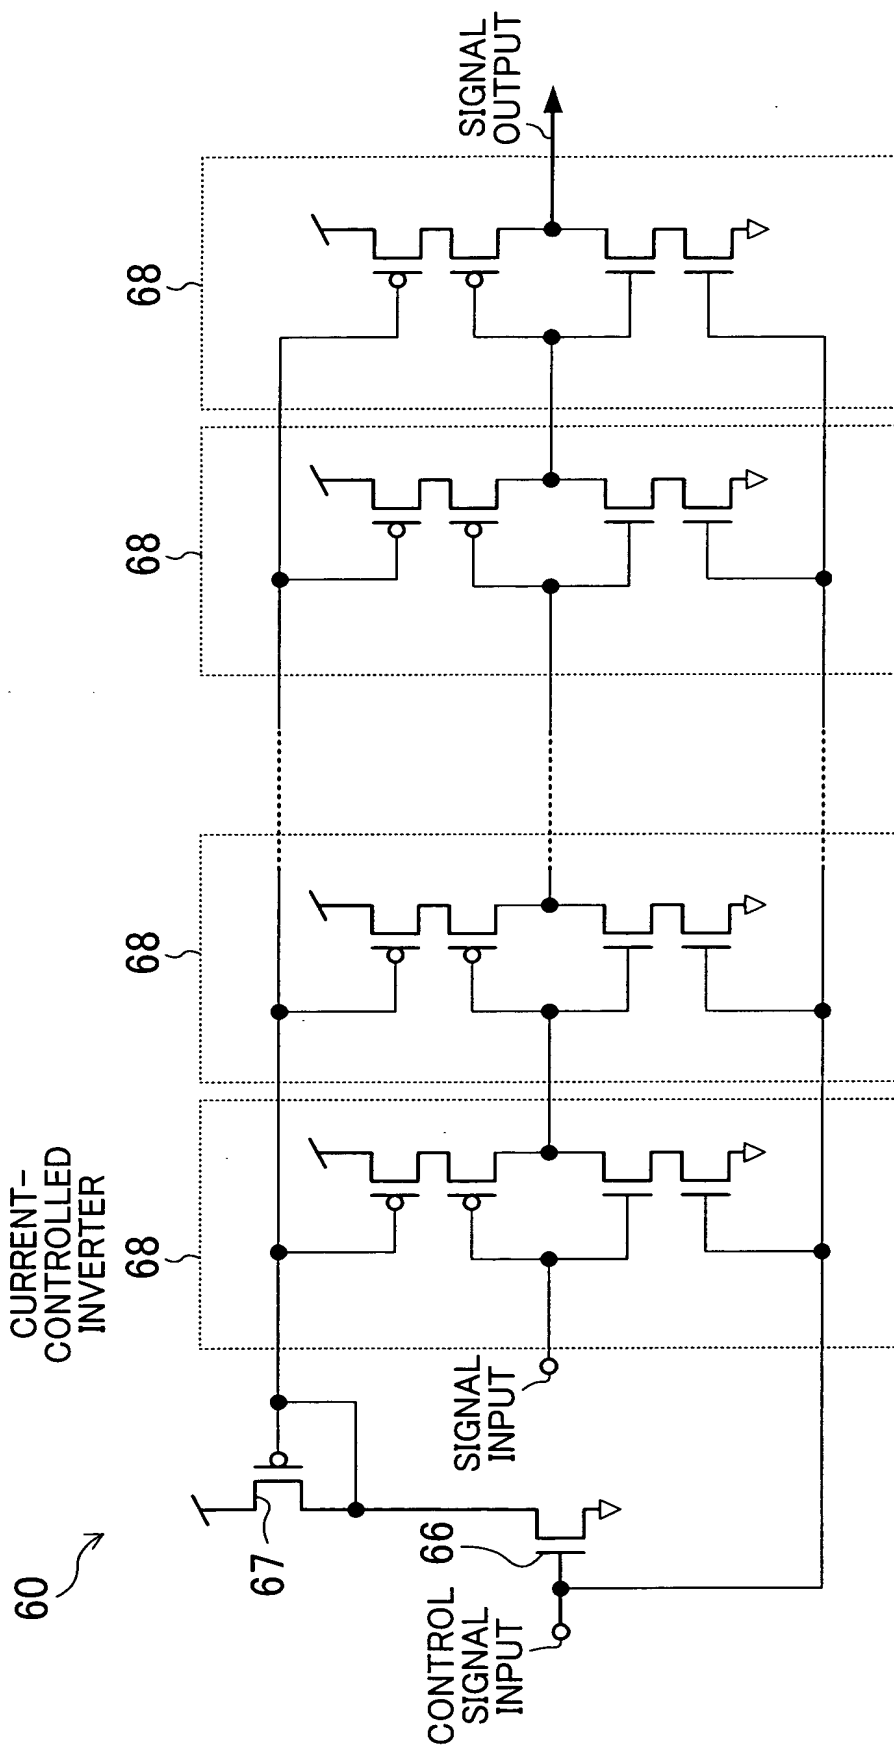 60
CURRENT-
CONTROLLED
INVERTER
67
66
CONTROL
SIGNAL
INPUT
SIGNAL
INPUT
68
68
68
68
SIGNAL
OUTPUT